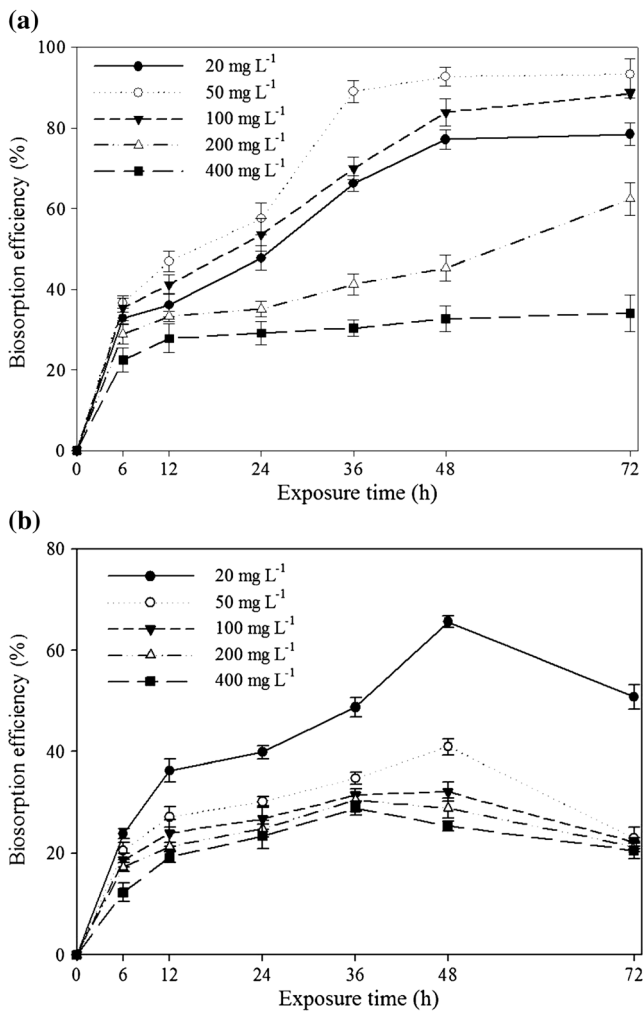 (a)
100
80
60
40
20
0
Biosorption efficiency (%)
20 mg L⁻¹
50 mg L⁻¹
100 mg L⁻¹
200 mg L⁻¹
400 mg L⁻¹
0 6 12 24 36 48 72
Exposure time (h)
(b)
80
60
40
20
0
Biosorption efficiency (%)
20 mg L⁻¹
50 mg L⁻¹
100 mg L⁻¹
200 mg L⁻¹
400 mg L⁻¹
0 6 12 24 36 48 72
Exposure time (h)